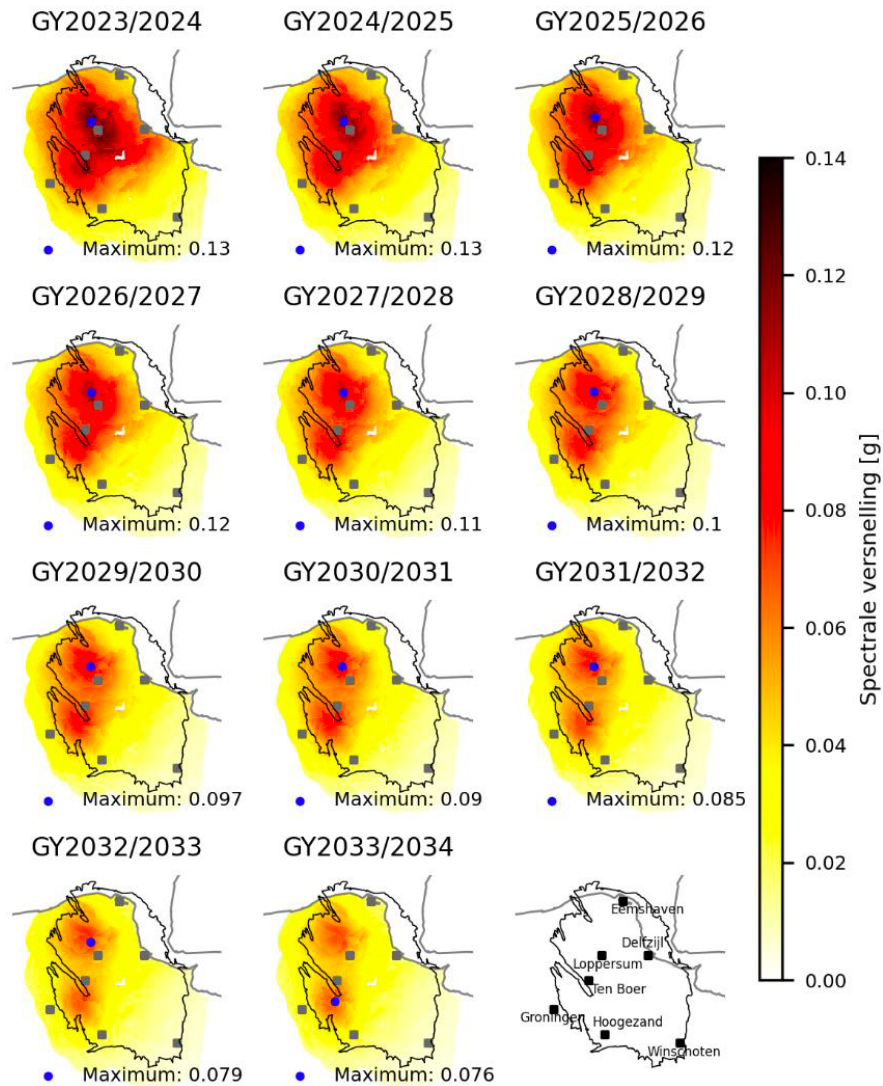 GY2023/2024 GY2024/2025 GY2025/2026
Maximum: 0.13 Maximum: 0.13 Maximum: 0.12
GY2026/2027 GY2027/2028 GY2028/2029
Maximum: 0.12 Maximum: 0.11 Maximum: 0.1
GY2029/2030 GY2030/2031 GY2031/2032
Maximum: 0.097 Maximum: 0.09 Maximum: 0.085
GY2032/2033 GY2033/2034
Maximum: 0.079 Maximum: 0.076
Eemshaven
Delfzijl
Loppersum
Ten Boer
Groningen
Hoogezand
Winschoten
0.14
0.12
0.10
0.08
0.06
0.04
0.02
0.00
Spectrale versnelling [g]